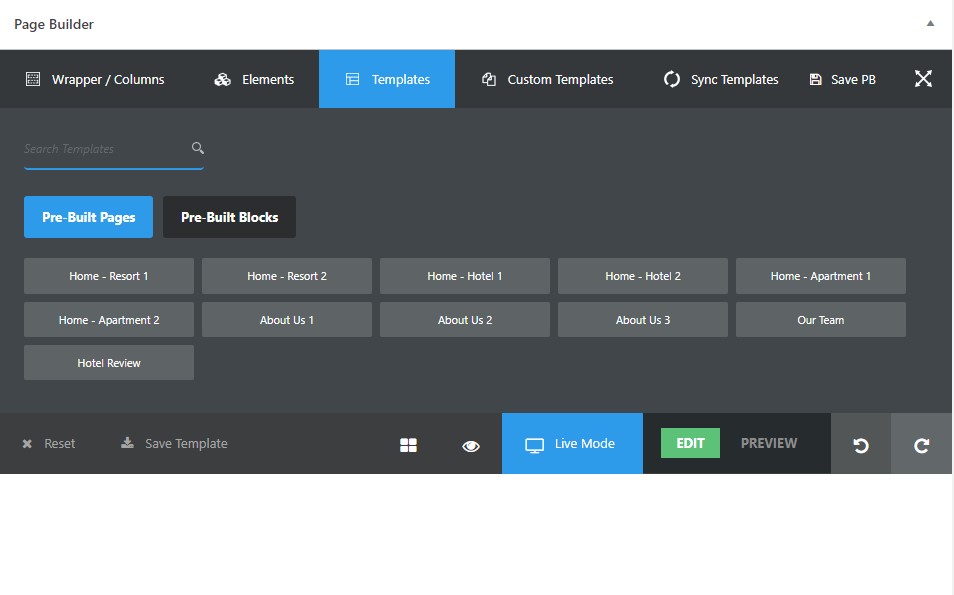 Page Builder
Wrapper / Columns Elements Templates Custom Templates Sync Templates Save PB
Search Templates
Pre-Built Pages Pre-Built Blocks
Home - Resort 1 Home - Resort 2 Home - Hotel 1 Home - Hotel 2 Home - Apartment 1
Home - Apartment 2 About Us 1 About Us 2 About Us 3 Our Team
Hotel Review
Reset Save Template Live Mode EDIT PREVIEW